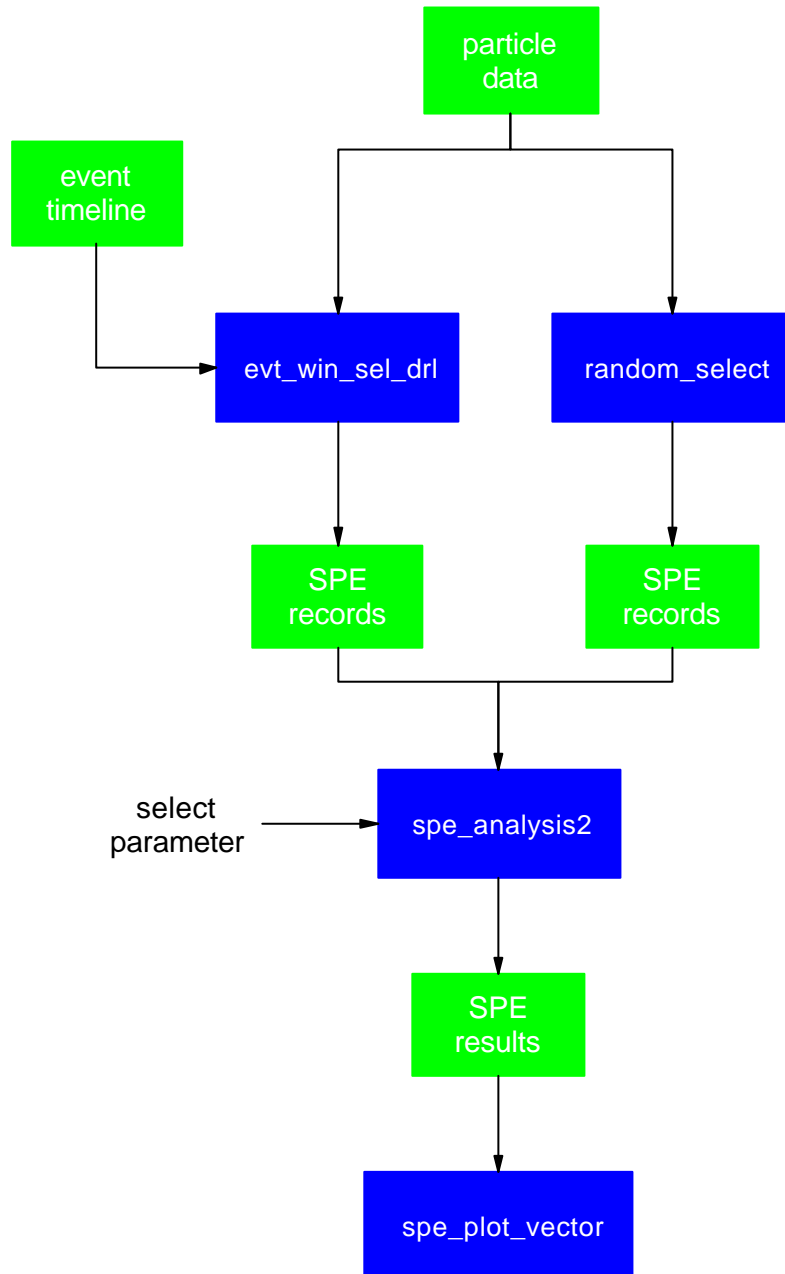 particle
data
event
timeline
evt_win_sel_drl
random_select
SPE
records
SPE
records
select
parameter
spe_analysis2
SPE
results
spe_plot_vector